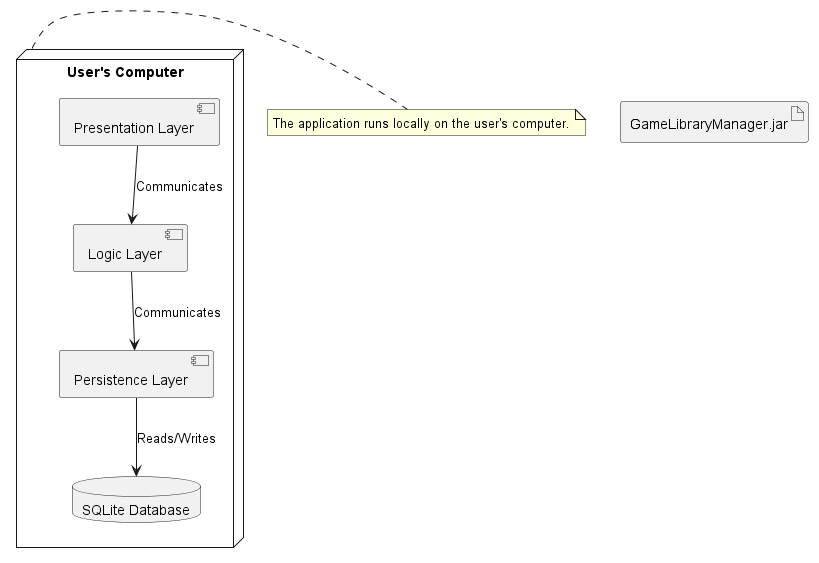 User's Computer
Presentation Layer
Communicates
Logic Layer
Communicates
Persistence Layer
Reads/Writes
SQLite Database
The application runs locally on the user's computer.
GameLibraryManager.jar